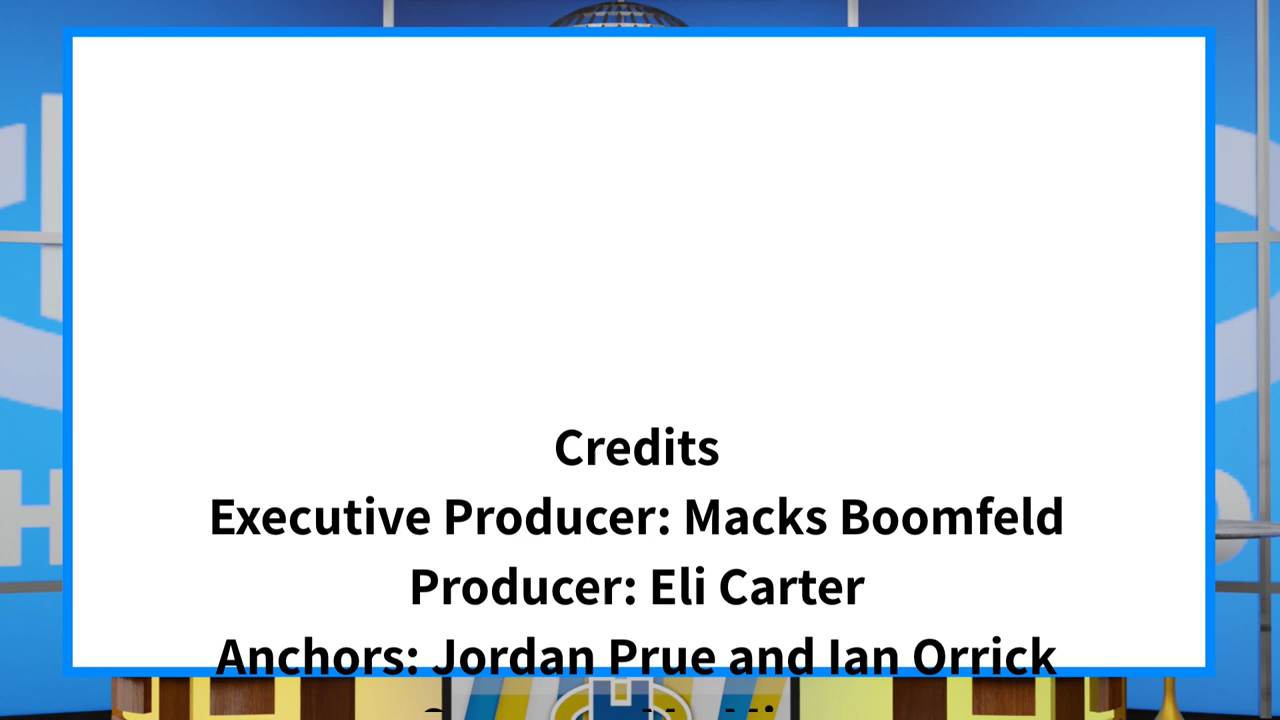 Credits
Executive Producer: Macks Boomfeld
Producer: Eli Carter
Anchors: Jordan Prue and Ian Orrick